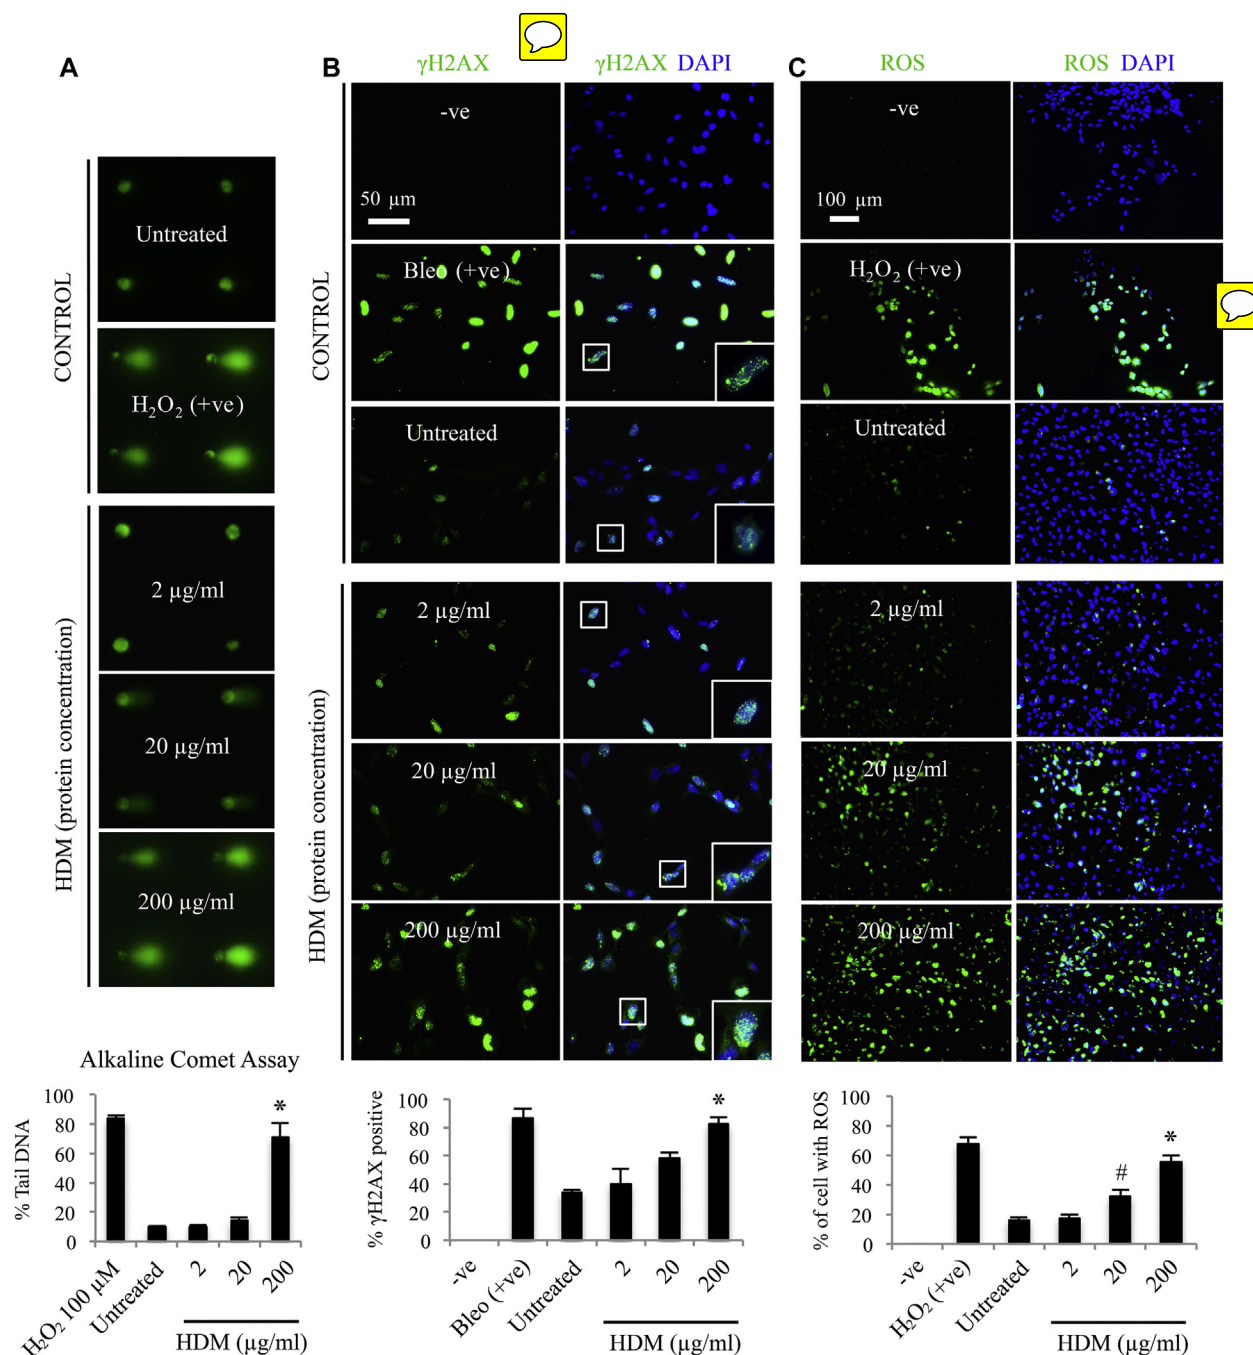 A
Untreated
H₂O₂ (+ve)
CONTROL
2 µg/ml
20 µg/ml
200 µg/ml
HDM (protein concentration)
Alkaline Comet Assay
100
80
60
40
20
0
% Tail DNA
*
H₂O₂ 100 µM
Untreated
2
20
200
HDM (µg/ml)
B
γH2AX
γH2AX DAPI
-ve
50 µm
Bleo (+ve)
Untreated
CONTROL
2 µg/ml
20 µg/ml
200 µg/ml
HDM (protein concentration)
100
80
60
40
20
0
% γH2AX positive
*
-ve
Bleo (+ve)
Untreated
2
20
200
HDM (µg/ml)
C
ROS
ROS DAPI
-ve
100 µm
H₂O₂ (+ve)
Untreated
2 µg/ml
20 µg/ml
200 µg/ml
100
80
60
40
20
0
% of cell with ROS
#
*
-ve
H₂O₂ (+ve)
Untreated
2
20
200
HDM (µg/ml)